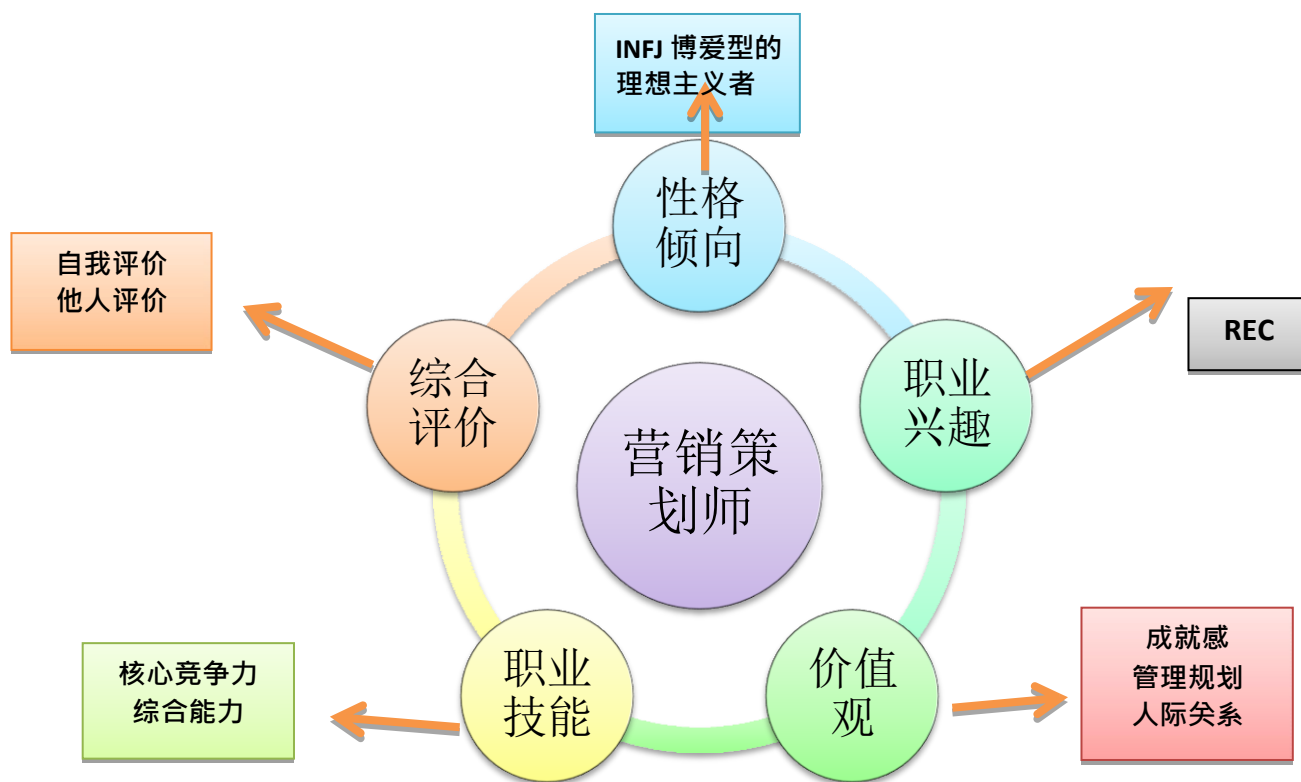 INFJ 博爱型的
理想主义者
性格
倾向
自我评价
他人评价
REC
综合
评价
职业
兴趣
营销策
划师
核心竞争力
综合能力
职业
技能
价值
观
成就感
管理规划
人际关系